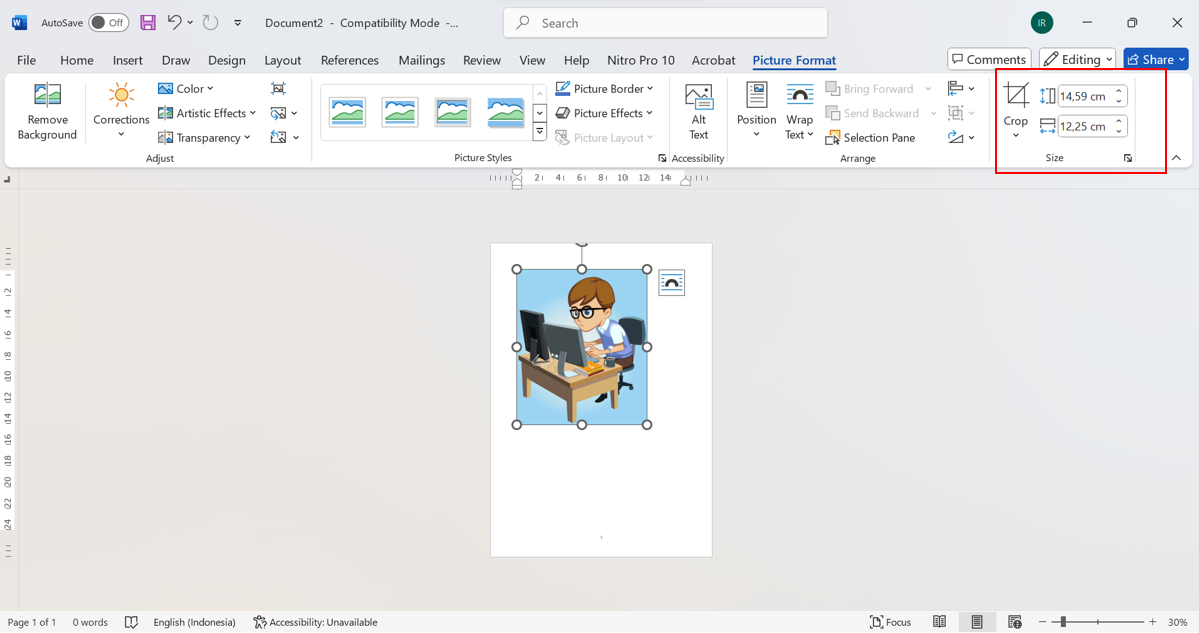 AutoSave Off Document2 - Compatibility Mode -... Search IR
File Home Insert Draw Design Layout References Mailings Review View Help Nitro Pro 10 Acrobat Picture Format Comments Editing Share
Remove Background
Corrections
Color
Artistic Effects
Transparency
Adjust
Picture Border
Picture Effects
Picture Layout
Picture Styles
Alt Text
Accessibility
Position
Wrap Text
Bring Forward
Send Backward
Selection Pane
Arrange
Crop
14,59 cm
12,25 cm
Size
2 4 6 8 10 12 14
2
4
6
8
10
12
14
16
18
20
22
24
Page 1 of 1 0 words English (Indonesia) Accessibility: Unavailable Focus 30%